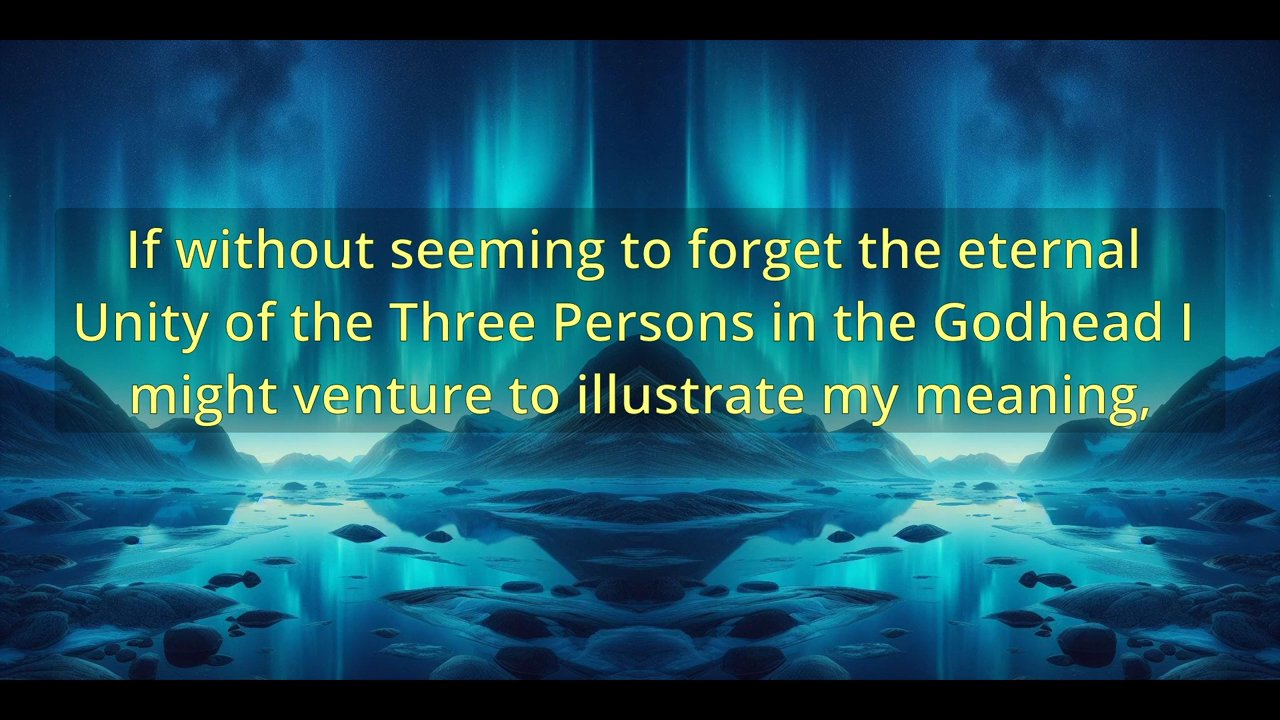 If without seeming to forget the eternal
Unity of the Three Persons in the Godhead I
might venture to illustrate my meaning,